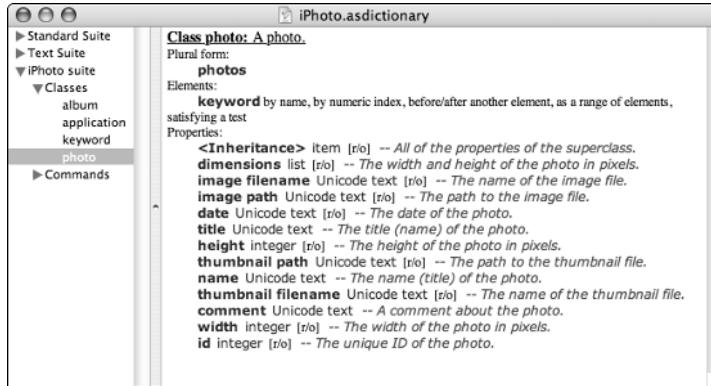 iPhoto.asdictionary
Standard Suite
Text Suite
iPhoto suite
Classes
album
application
keyword
photo
Commands
Class photo: A photo.
Plural form:
photos
Elements:
keyword by name, by numeric index, before/after another element, as a range of elements,
satisfying a test
Properties:
<Inheritance> item [r/o] -- All of the properties of the superclass.
dimensions list [r/o] -- The width and height of the photo in pixels.
image filename Unicode text [r/o] -- The name of the image file.
image path Unicode text [r/o] -- The path to the image file.
date Unicode text [r/o] -- The date of the photo.
title Unicode text -- The title (name) of the photo.
height integer [r/o] -- The height of the photo in pixels.
thumbnail path Unicode text [r/o] -- The path to the thumbnail file.
name Unicode text -- The name (title) of the photo.
thumbnail filename Unicode text [r/o] -- The name of the thumbnail file.
comment Unicode text -- A comment about the photo.
width integer [r/o] -- The width of the photo in pixels.
id integer [r/o] -- The unique ID of the photo.